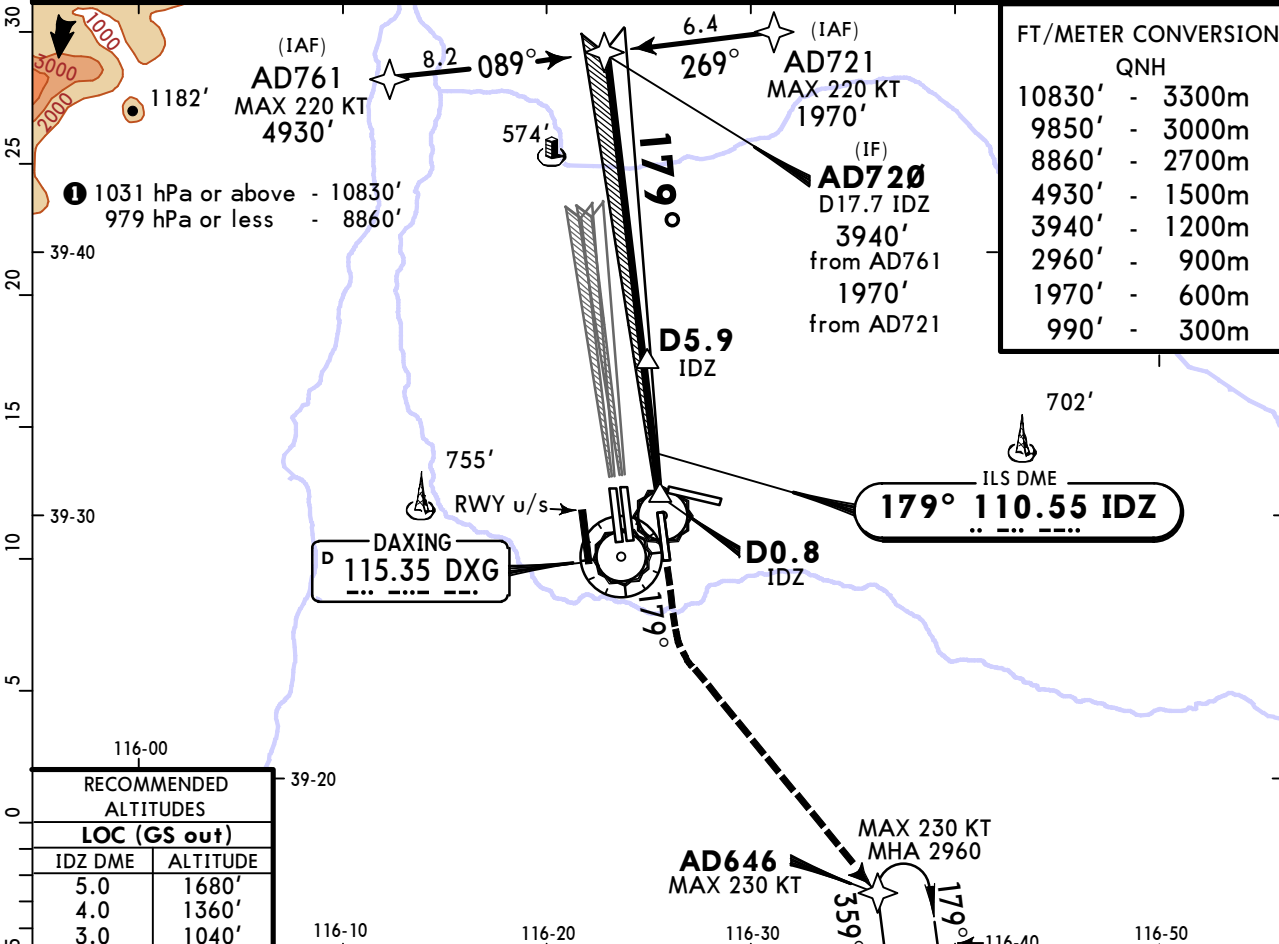 30
1000
3000
2000
1182'
(IAF)
AD761
MAX 220 KT
4930'
8.2 089°
6.4
269°
(IAF)
AD721
MAX 220 KT
1970'
FT/METER CONVERSION
QNH
10830' - 3300m
9850' - 3000m
8860' - 2700m
4930' - 1500m
3940' - 1200m
2960' - 900m
1970' - 600m
990' - 300m
574'
179°
25
(IF)
AD72Ø
D17.7 IDZ
3940'
from AD761
1970'
from AD721
1 1031 hPa or above - 10830'
979 hPa or less - 8860'
39-40
20
D5.9
IDZ
15
702'
755'
RWY u/s
ILS DME
179° 110.55 IDZ
39-30
10
DAXING
D 115.35 DXG
D0.8
IDZ
179°
5
116-00
39-20
0
RECOMMENDED
ALTITUDES
LOC (GS out)
IDZ DME ALTITUDE
5.0 1680'
4.0 1360'
3.0 1040'
MAX 230 KT
MHA 2960
AD646
MAX 230 KT
359°
179°
5
116-10
116-20
116-30
116-40
116-50